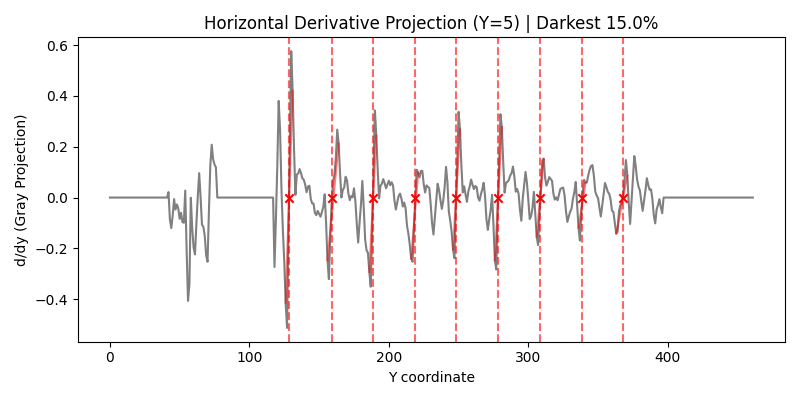 Horizontal Derivative Projection (Y=5) | Darkest 15.0%
d/dy (Gray Projection)
0.6
0.4
0.2
0.0
−0.2
−0.4
0 100 200 300 400
Y coordinate